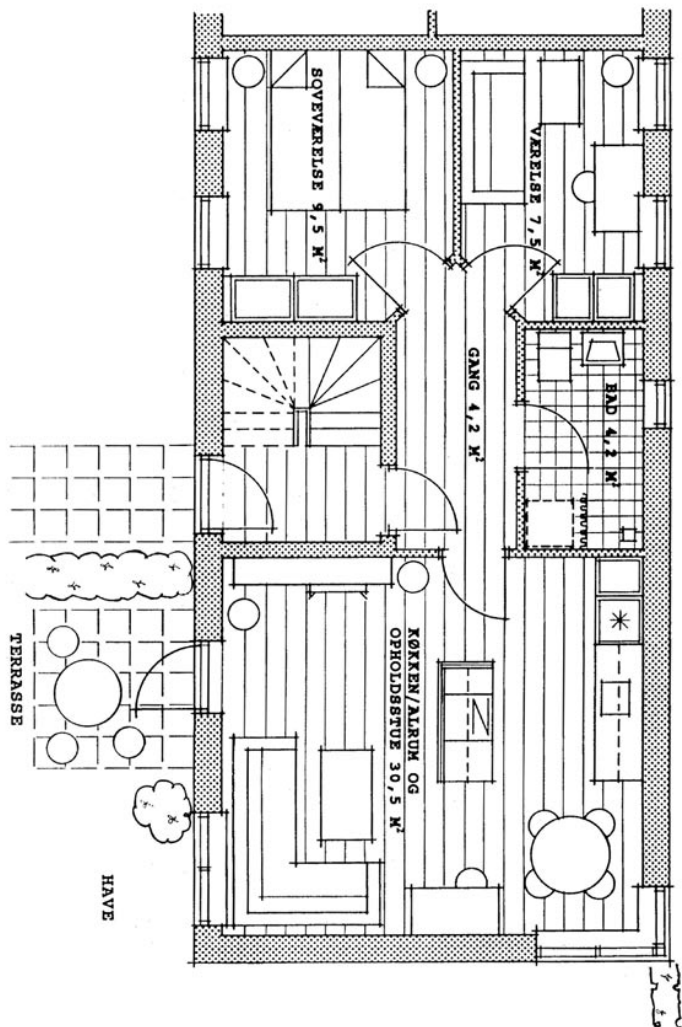 SOVEVÆRELSE 9,5 M²
VÆRELSE 7,5 M²
GANG 4,2 M²
BAD 4,2 M²
KØKKEN/ALRUM OG
OPHOLDSSTUE 30,5 M²
TERRASSE
HAVE